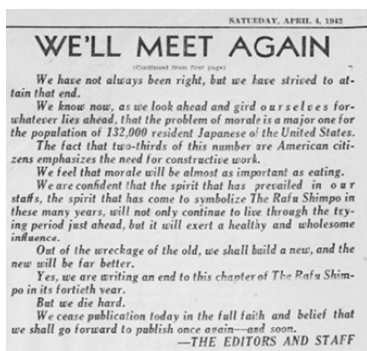 SATUEDAY, APRIL 4, 1942
WE'LL MEET AGAIN
(Continued from first page)
We have not always been right, but we have strived to at-
tain that end.
We know now, as we look ahead and gird ourselves for-
whatever lies ahead, that the problem of morale is a major one for
the population of 132,000 resident Japanese of the United States.
The fact that two-thirds of this number are American citi-
zens emphasizes the need for constructive work.
We feel that morale will be almost as important as eating.
We are confident that the spirit that has prevailed in our
staffs, the spirit that has come to symbolize The Rafu Shimpo in
these many years, will not only continue to live through the try-
ing period just ahead, but it will exert a healthy and wholesome
influence.
Out of the wreckage of the old, we shall build a new, and the
new will be far better.
Yes, we are writing an end to this chapter of The Rafu Shim-
po in its fortieth year.
But we die hard.
We cease publication today in the full faith and belief that
we shall go forward to publish once again—and soon.
—THE EDITORS AND STAFF